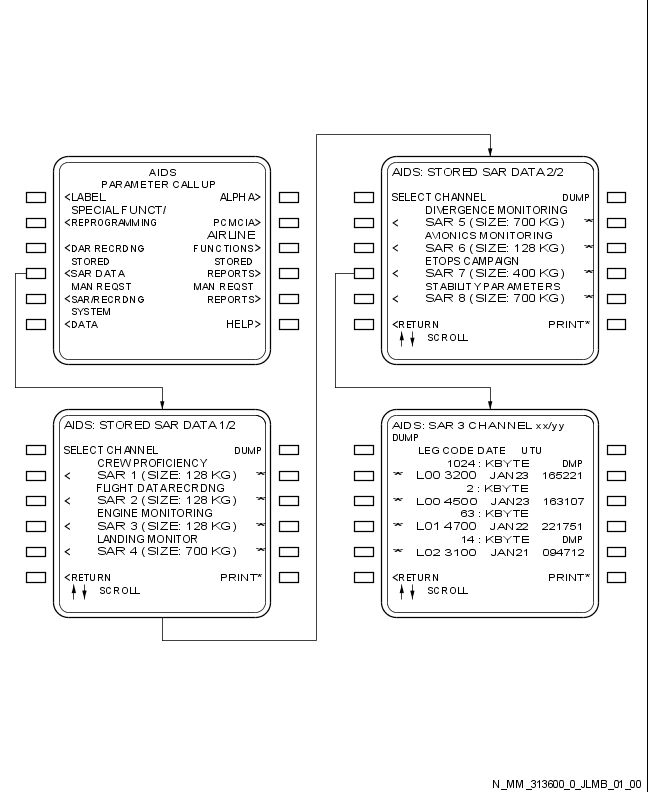 AIDS
PARAMETER CALL UP
<LABEL ALPHA>
SPECIAL FUNCT/
<REPROGRAMMING PCMCIA>
AIRLINE
<DAR RECRDNG FUNCTIONS>
STORED STORED
<SAR DATA REPORTS>
MAN REQST MAN REQST
<SAR/RECRDNG REPORTS>
SYSTEM
<DATA HELP>
AIDS: STORED SAR DATA 1/2
SELECT CHANNEL DUMP
CREW PROFICIENCY
< SAR 1 (SIZE: 128 KG) *
FLIGHT DATA RECRDNG
< SAR 2 (SIZE: 128 KG) *
ENGINE MONITORING
< SAR 3 (SIZE: 128 KG) *
LANDING MONITOR
< SAR 4 (SIZE: 700 KG) *
<RETURN PRINT*
SCROLL
AIDS: STORED SAR DATA 2/2
SELECT CHANNEL DUMP
DIVERGENCE MONITORING
< SAR 5 (SIZE: 700 KG) *
AVIONICS MONITORING
< SAR 6 (SIZE: 128 KG) *
ETOPS CAMPAIGN
< SAR 7 (SIZE: 400 KG) *
STABILITY PARAMETERS
< SAR 8 (SIZE: 700 KG) *
<RETURN PRINT*
SCROLL
AIDS: SAR 3 CHANNEL xx/yy
DUMP
LEG CODE DATE UTU
1024 : KBYTE DMP
* L00 3200 JAN23 165221
2 : KBYTE
* L00 4500 JAN23 163107
63 : KBYTE
* L01 4700 JAN22 221751
14 : KBYTE DMP
* L02 3100 JAN21 094712
<RETURN PRINT*
SCROLL
N_MM_313600_0_JLMB_01_00